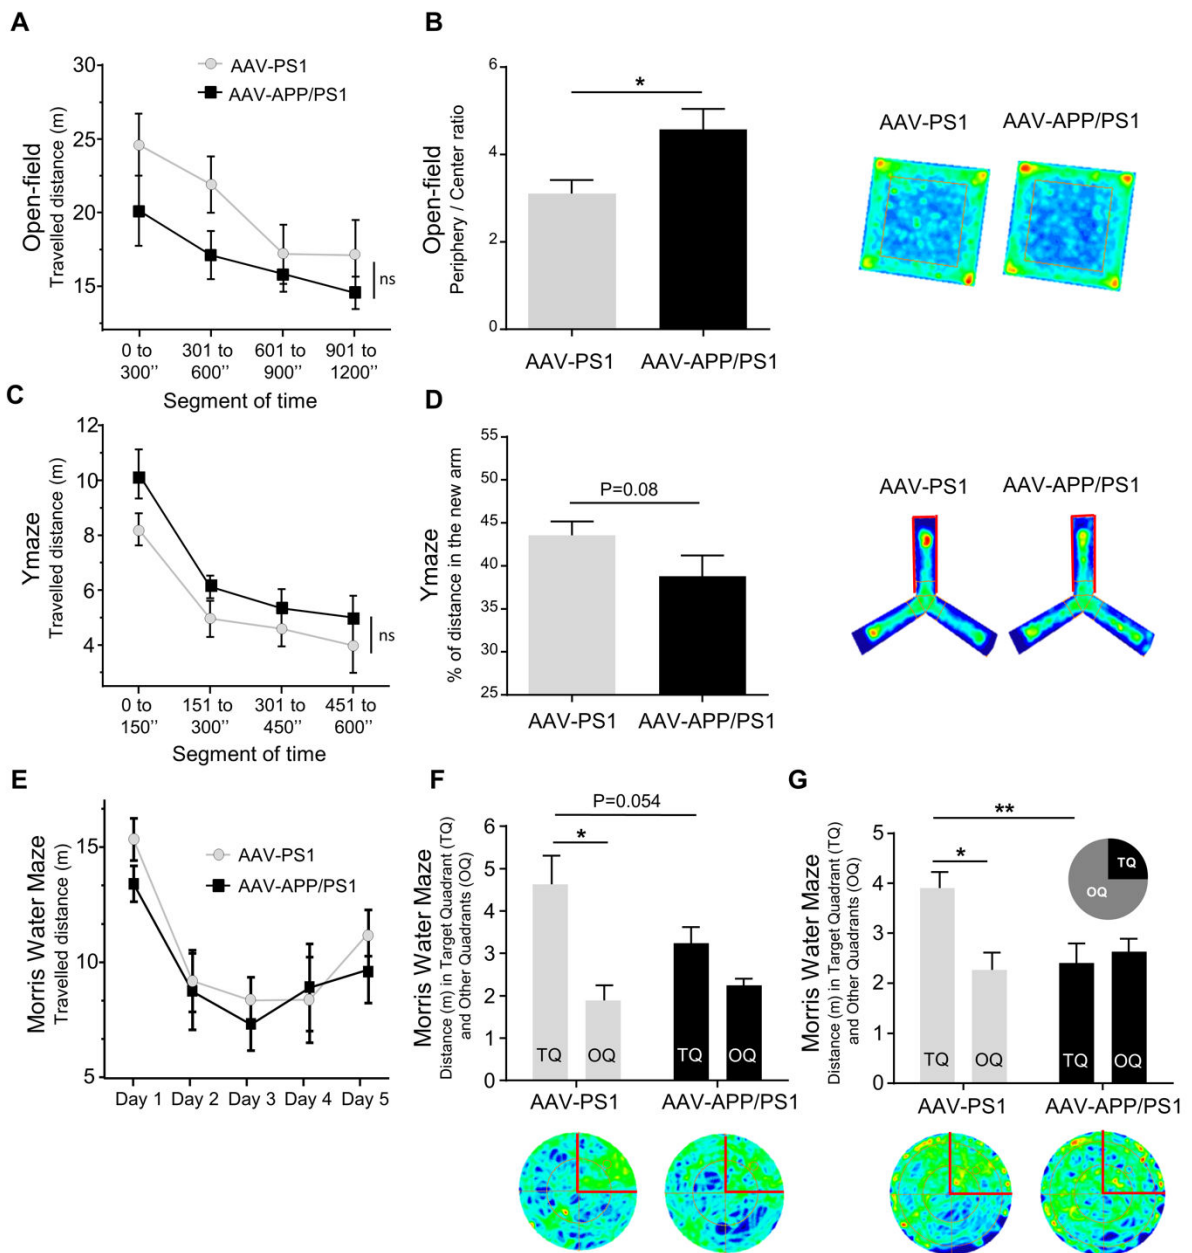 A
Open-field
Travelled distance (m)
30
25
20
15
AAV-PS1
AAV-APP/PS1
ns
0 to 300’’
301 to 600’’
601 to 900’’
901 to 1200’’
Segment of time
B
Open-field
Periphery / Center ratio
6
4
2
0
*
AAV-PS1
AAV-APP/PS1
AAV-PS1
AAV-APP/PS1
C
Ymaze
Travelled distance (m)
12
10
8
6
4
ns
0 to 150’’
151 to 300’’
301 to 450’’
451 to 600’’
Segment of time
D
Ymaze
% of distance in the new arm
55
50
45
40
35
30
25
P=0.08
AAV-PS1
AAV-APP/PS1
AAV-PS1
AAV-APP/PS1
E
Morris Water Maze
Travelled distance (m)
15
10
5
AAV-PS1
AAV-APP/PS1
Day 1
Day 2
Day 3
Day 4
Day 5
F
Morris Water Maze
Distance (m) in Target Quadrant (TQ)
and Other Quadrants (OQ)
6
5
4
3
2
1
0
P=0.054
*
TQ
OQ
TQ
OQ
AAV-PS1
AAV-APP/PS1
G
Morris Water Maze
Distance (m) in Target Quadrant (TQ)
and Other Quadrants (OQ)
5
4
3
2
1
0
**
*
TQ
OQ
TQ
OQ
TQ
OQ
AAV-PS1
AAV-APP/PS1